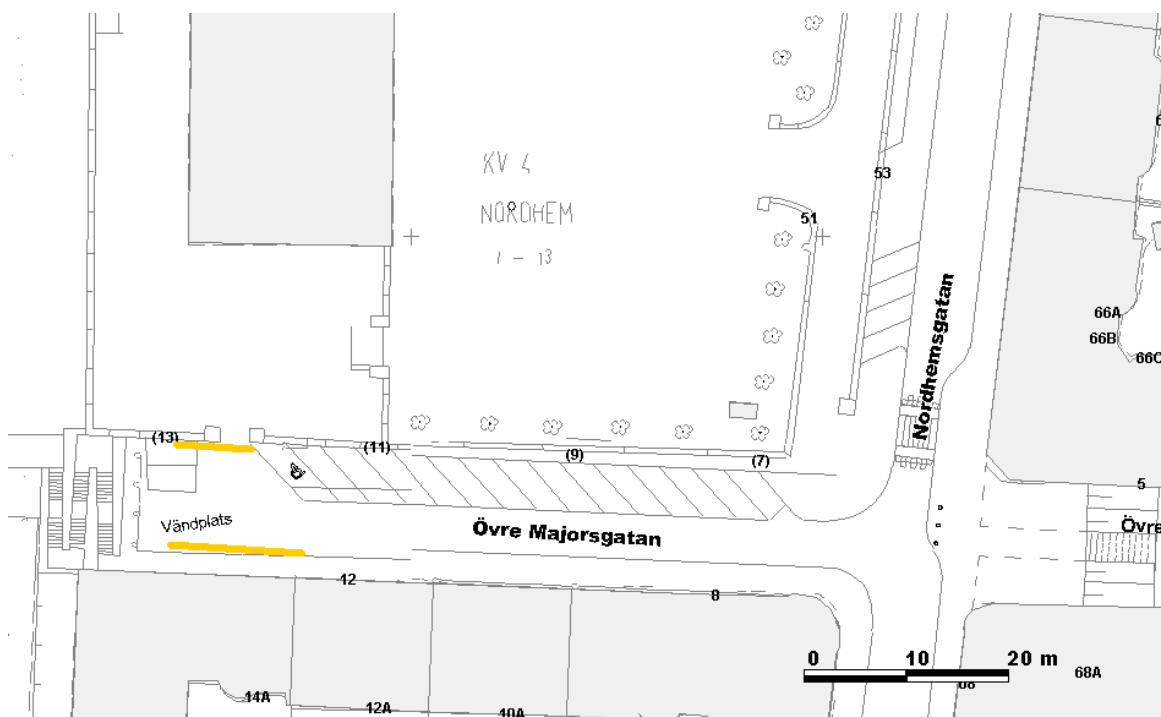 KV 4
NORDHEM
1 - 13
53
51
Nordhemsgatan
66A
66B
66C
(13)
(11)
(9)
(7)
5
Vändplats
Övre Majorsgatan
Övre
12
8
0 10 20 m
68A
68
14A
12A
10A